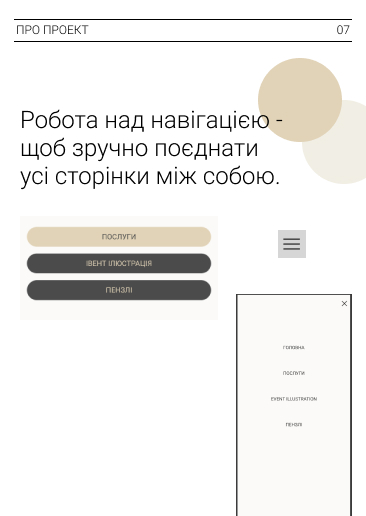 ПРО ПРОЕКТ 07
Робота над навігацією -
щоб зручно поєднати
усі сторінки між собою.
ПОСЛУГИ
ІВЕНТ ІЛЮСТРАЦІЯ
ПЕНЗЛІ
ГОЛОВНА
ПОСЛУГИ
EVENT ILLUSTRATION
ПЕНЗЛІ